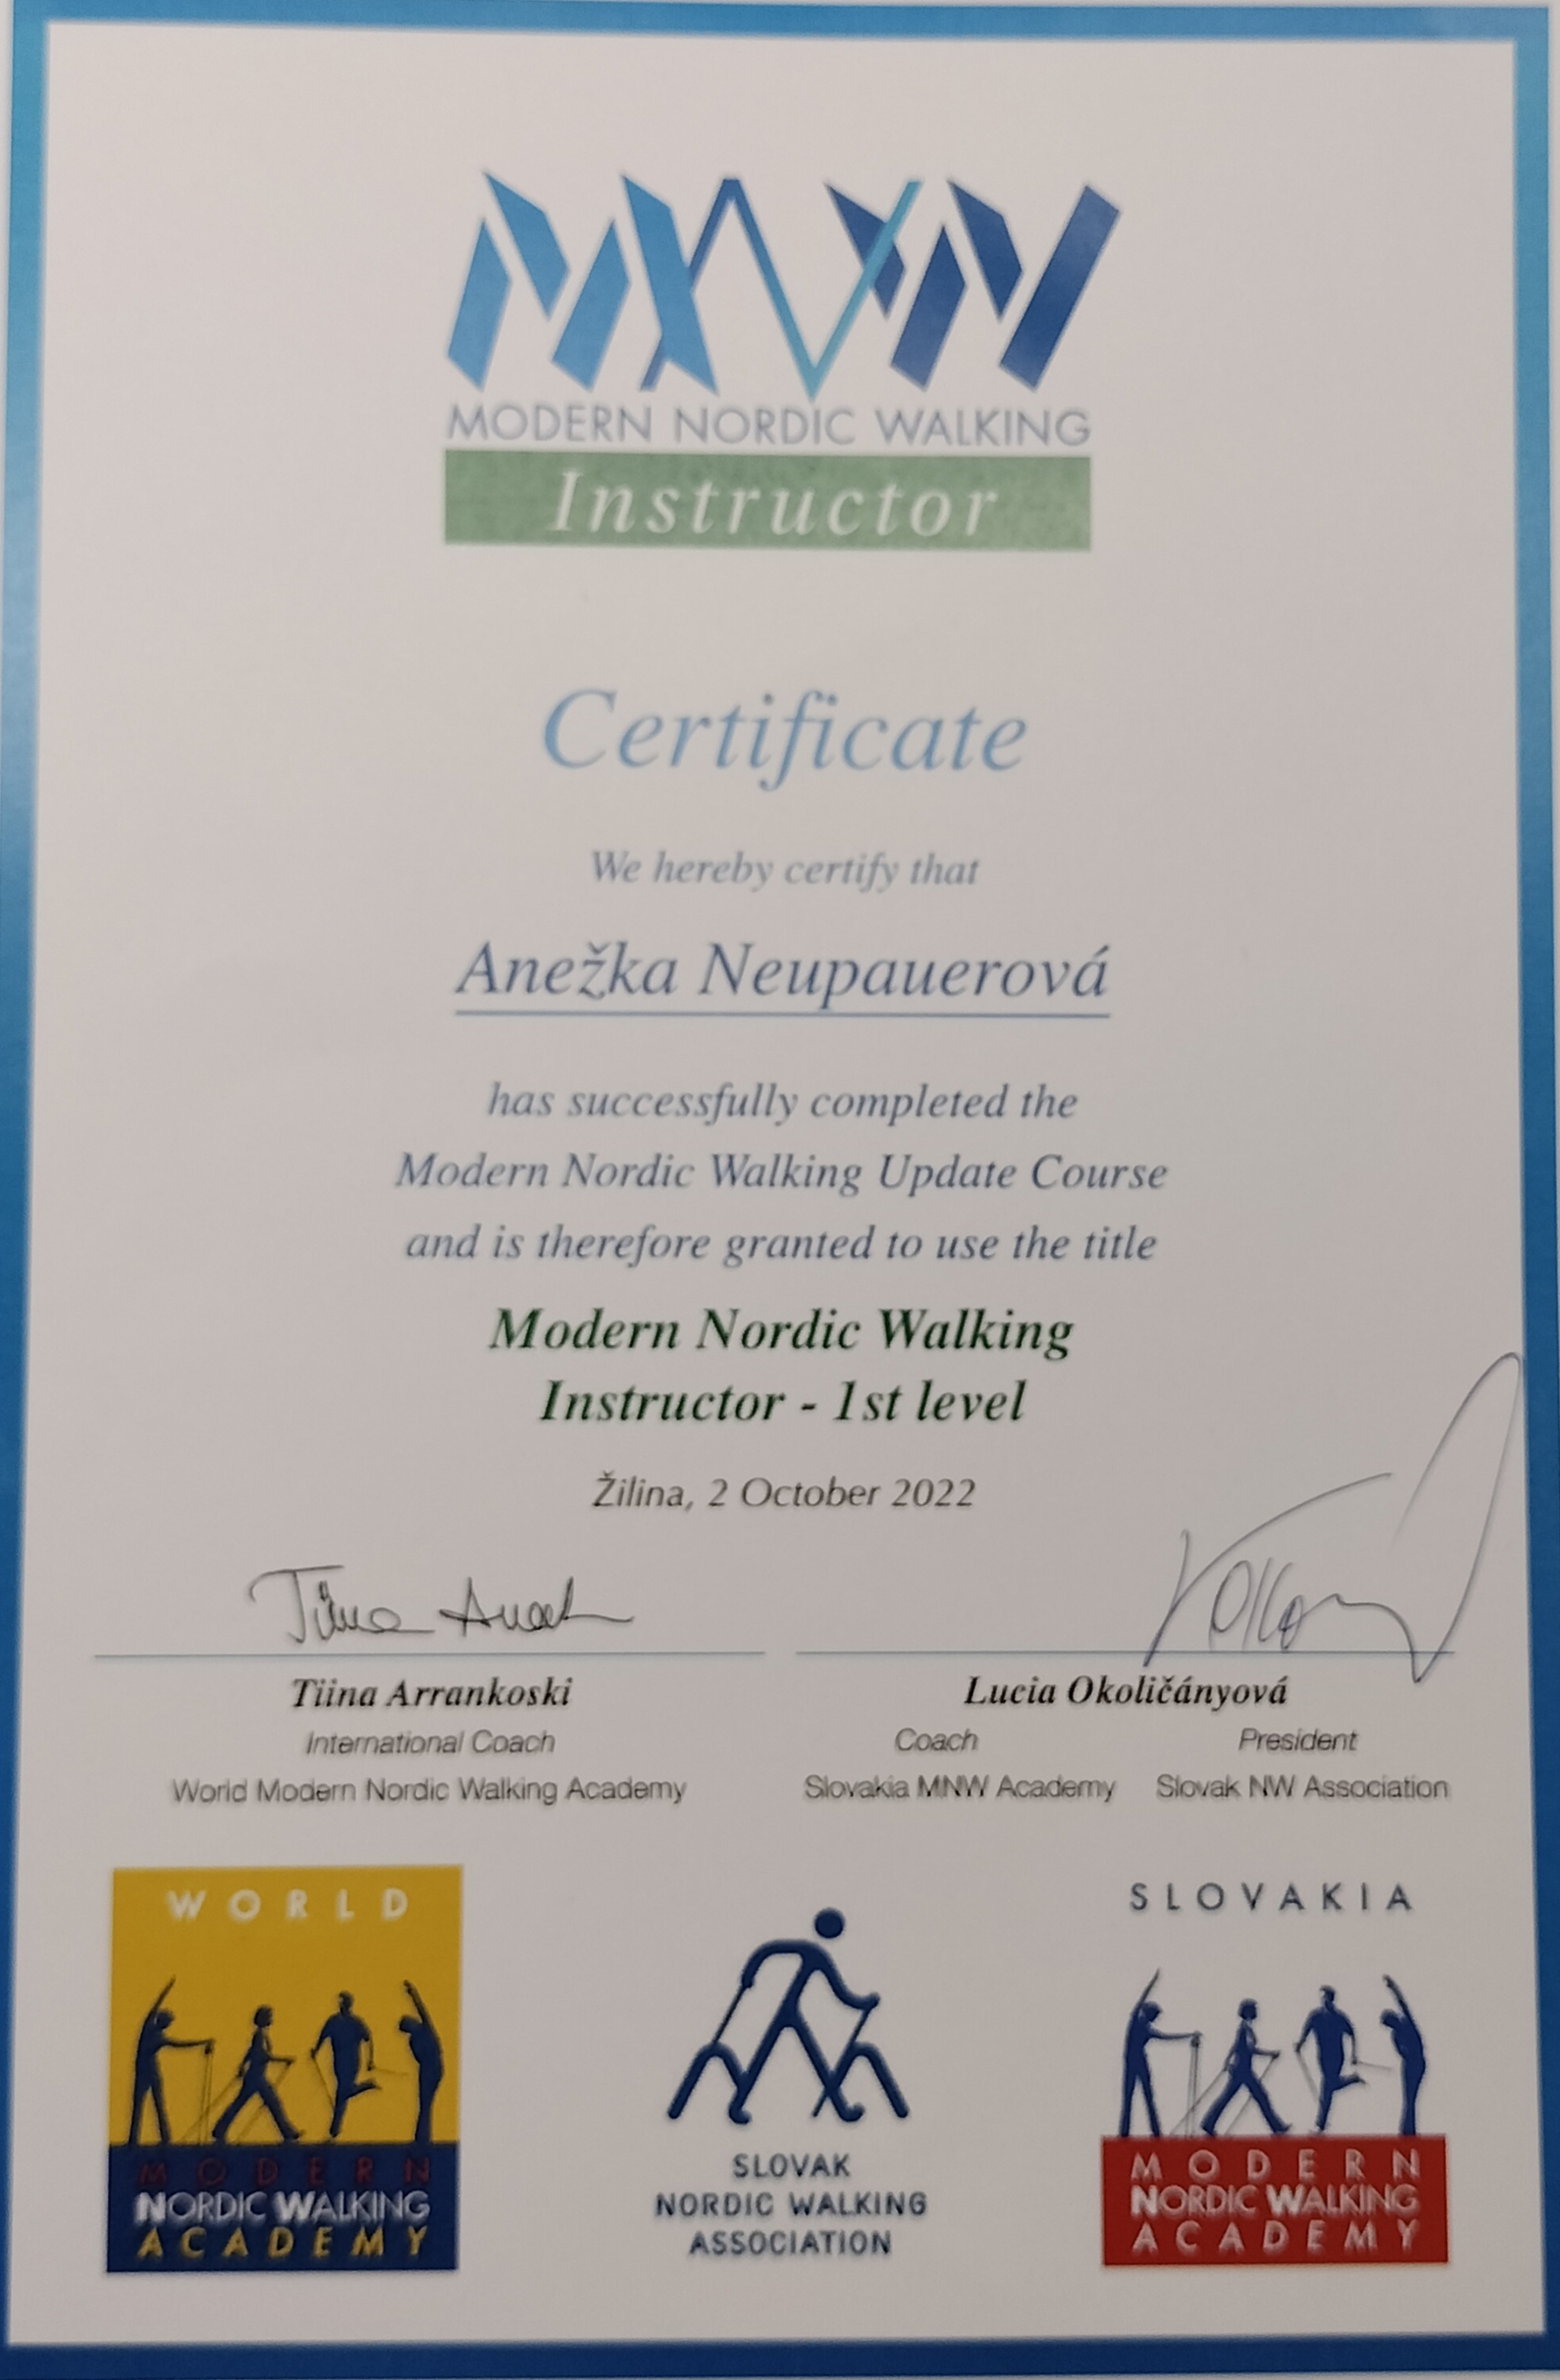 MNW
MODERN NORDIC WALKING
Instructor
Certificate
We hereby certify that
Anežka Neupauerová
has successfully completed the
Modern Nordic Walking Update Course
and is therefore granted to use the title
Modern Nordic Walking
Instructor - 1st level
Žilina, 2 October 2022
Tiina Arrankoski
International Coach
World Modern Nordic Walking Academy
Lucia Okoličányová
Coach President
Slovakia MNW Academy Slovak NW Association
WORLD
MODERN
NORDIC WALKING
ACADEMY
SLOVAK
NORDIC WALKING
ASSOCIATION
SLOVAKIA
MODERN
NORDIC WALKING
ACADEMY